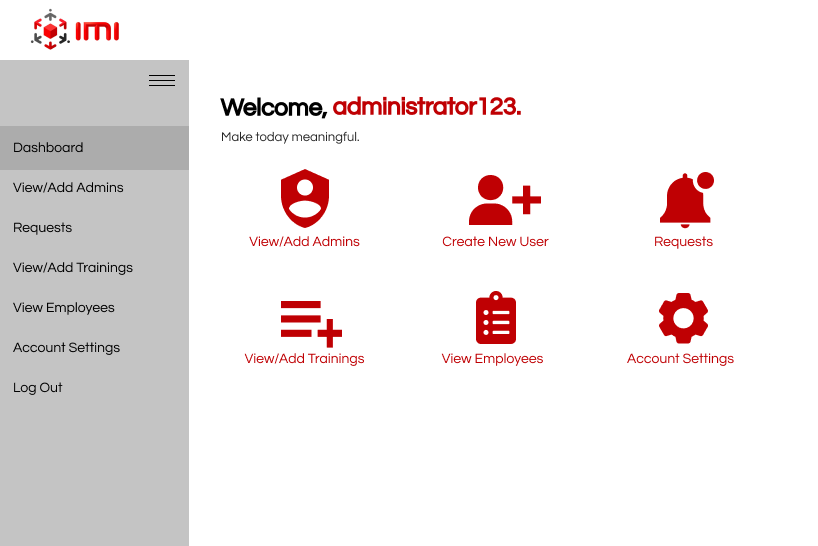 imi
Dashboard
View/Add Admins
Requests
View/Add Trainings
View Employees
Account Settings
Log Out
Welcome, administrator123.
Make today meaningful.
View/Add Admins
Create New User
Requests
View/Add Trainings
View Employees
Account Settings